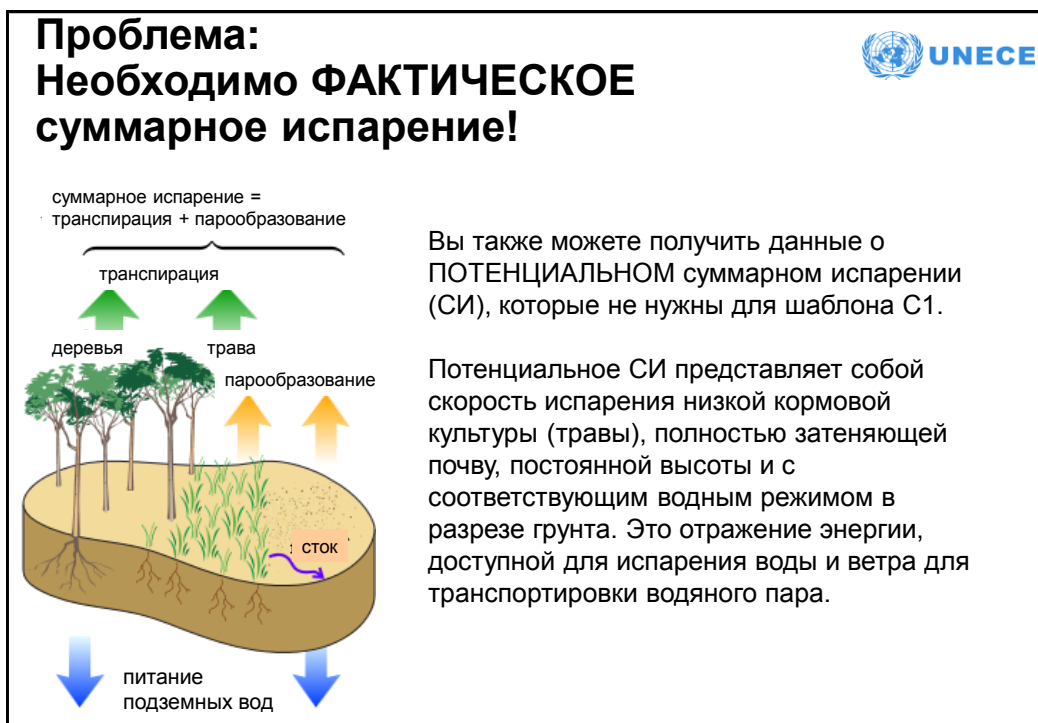 Проблема:
Необходимо ФАКТИЧЕСКОЕ
суммарное испарение!
UNECE
суммарное испарение =
транспирация + парообразование
транспирация
деревья
трава
парообразование
сток
питание
подземных вод
Вы также можете получить данные о
ПОТЕНЦИАЛЬНОМ суммарном испарении
(СИ), которые не нужны для шаблона С1.
Потенциальное СИ представляет собой
скорость испарения низкой кормовой
культуры (травы), полностью затеняющей
почву, постоянной высоты и с
соответствующим водным режимом в
разрезе грунта. Это отражение энергии,
доступной для испарения воды и ветра для
транспортировки водяного пара.